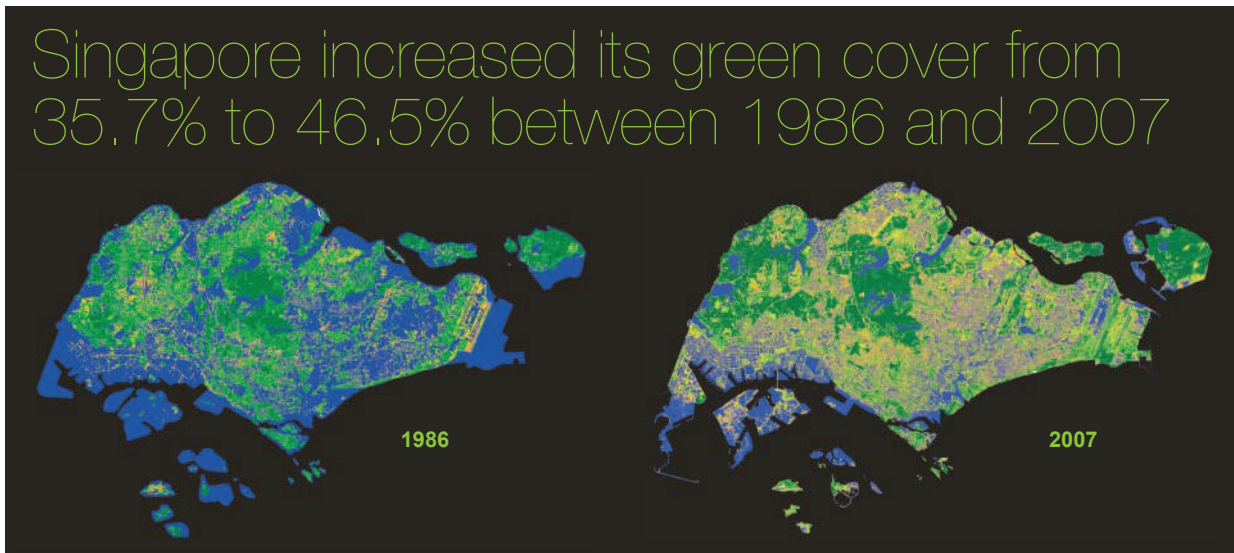 Singapore increased its green cover from
35.7% to 46.5% between 1986 and 2007
1986
2007